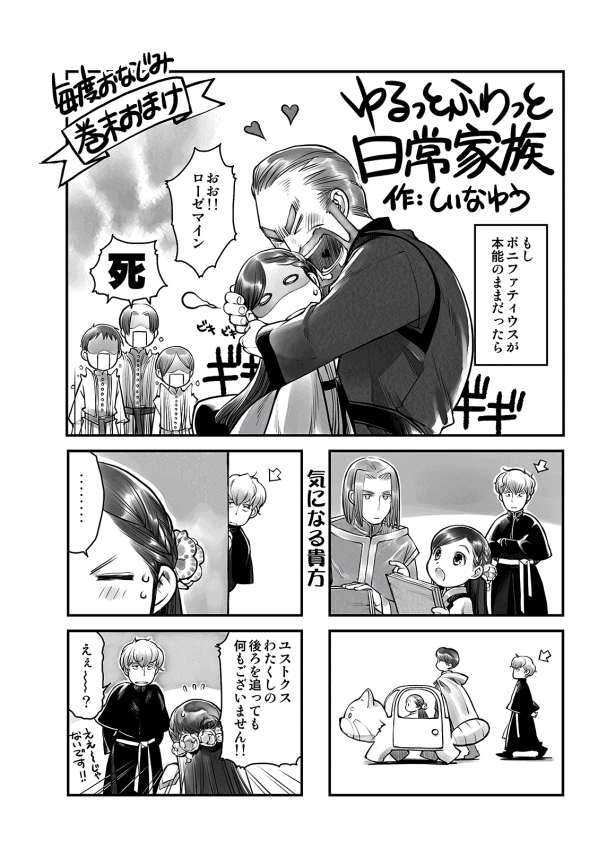 毎度おなじみ
巻末おまけ
ゆるっとふわっと
日常家族
作：しいなゆう
もし
ボニファティウスが
本能のままだったら
おお!!
ローゼマイン
死
ビキ
ビキ
ギギ
ギギ
気になる貴方
………
ユストクス
わたくしの
後ろを追っても
何もございません!!
えぇ～～？
ええ～じゃ
ないです!!